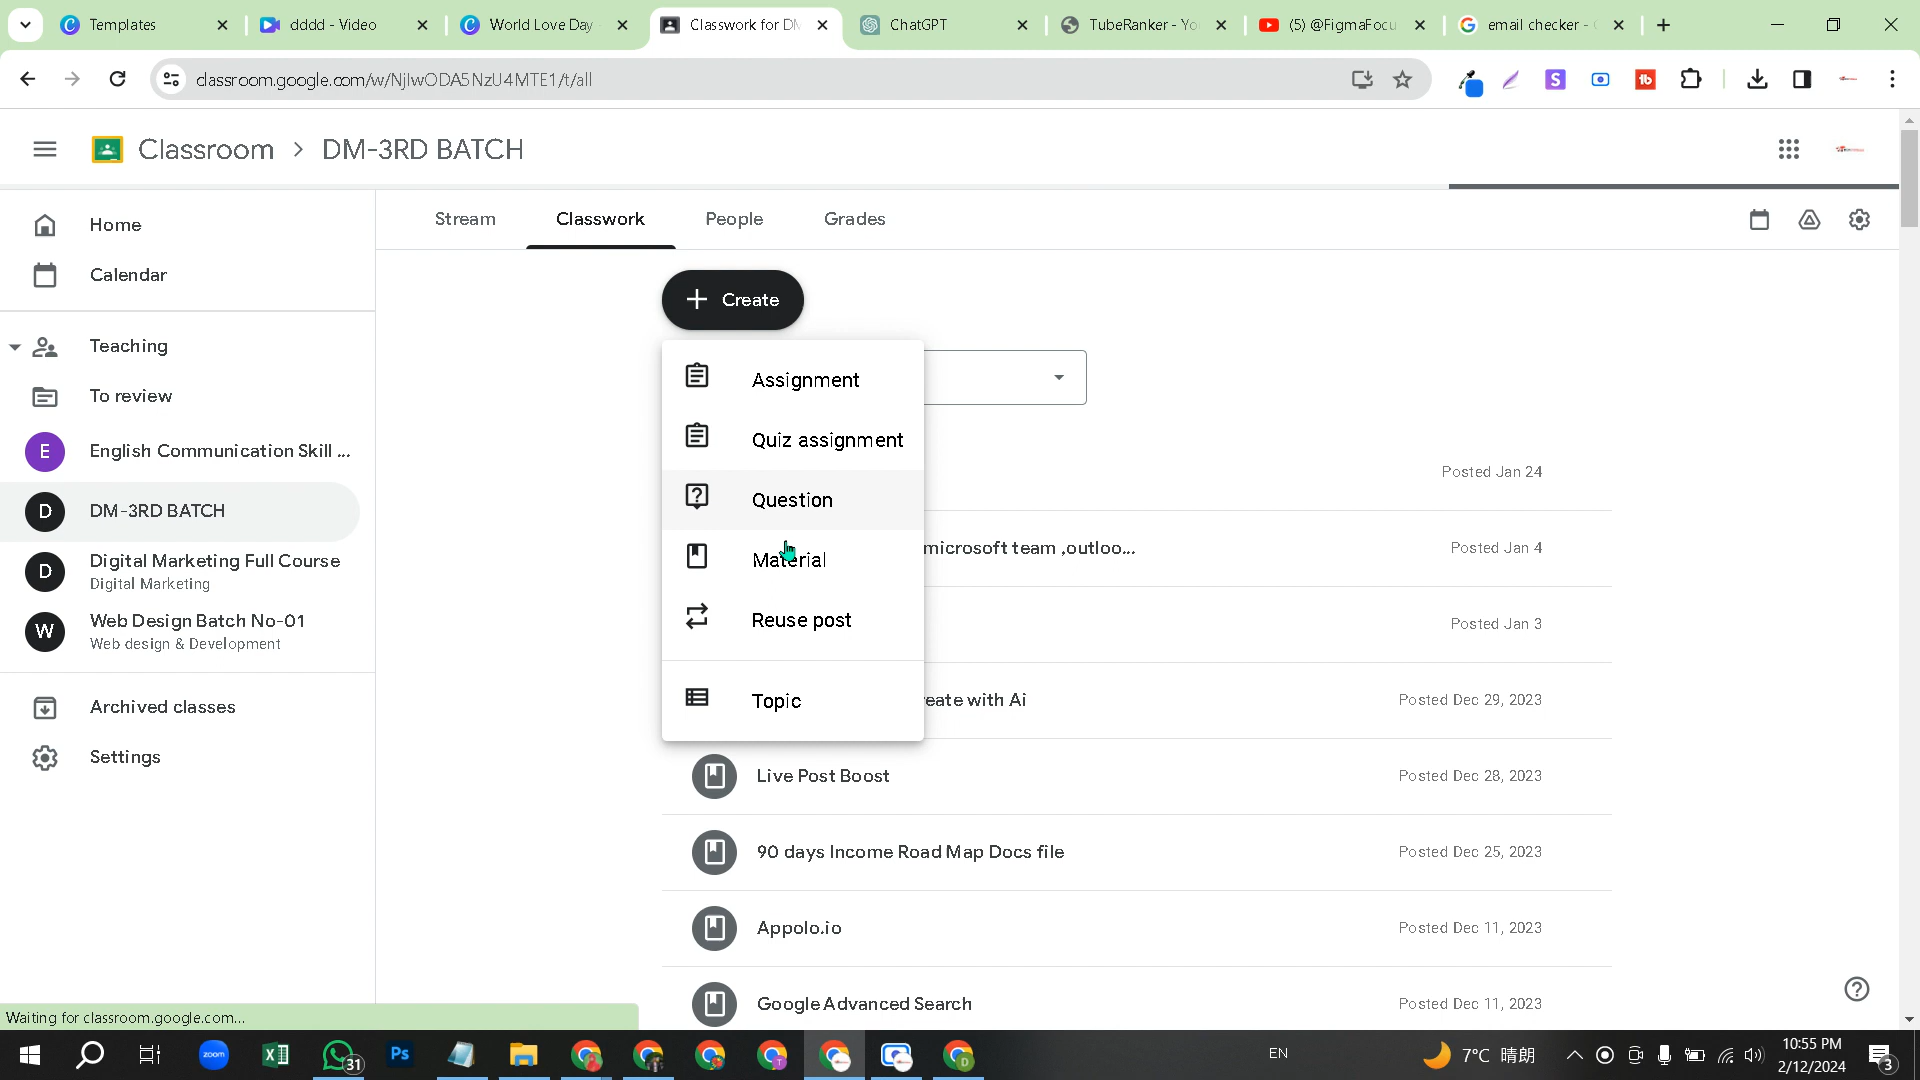 Templates
dddd - Video
World Love Day
Classwork for DM
ChatGPT
TubeRanker - Yo
(5) @FigmaFocu
email checker -
classroom.google.com/w/NjIwODA5NzU4MTE1/t/all
Classroom > DM-3RD BATCH
Home
Calendar
Teaching
To review
E English Communication Skill ...
D DM-3RD BATCH
D Digital Marketing Full Course
Digital Marketing
W Web Design Batch No-01
Web design & Development
Archived classes
Settings
Stream
Classwork
People
Grades
+ Create
Assignment
Quiz assignment
Question
Material
Reuse post
Topic
Posted Jan 24
microsoft team ,outloo...
Posted Jan 4
Posted Jan 3
eate with Ai
Posted Dec 29, 2023
Live Post Boost
Posted Dec 28, 2023
90 days Income Road Map Docs file
Posted Dec 25, 2023
Appolo.io
Posted Dec 11, 2023
Google Advanced Search
Posted Dec 11, 2023
Waiting for classroom.google.com...
zoom
31
Ps
EN
7°C 晴朗
10:55 PM
2/12/2024
3